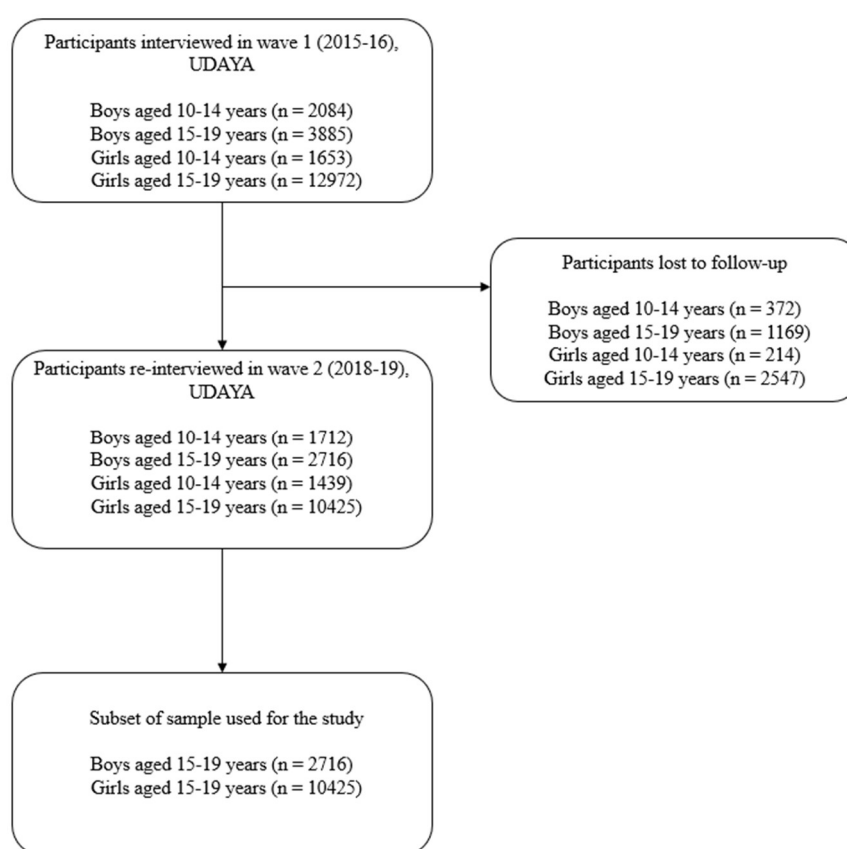 Participants interviewed in wave 1 (2015-16),
UDAYA
Boys aged 10-14 years (n = 2084)
Boys aged 15-19 years (n = 3885)
Girls aged 10-14 years (n = 1653)
Girls aged 15-19 years (n = 12972)
Participants lost to follow-up
Boys aged 10-14 years (n = 372)
Boys aged 15-19 years (n = 1169)
Girls aged 10-14 years (n = 214)
Girls aged 15-19 years (n = 2547)
Participants re-interviewed in wave 2 (2018-19),
UDAYA
Boys aged 10-14 years (n = 1712)
Boys aged 15-19 years (n = 2716)
Girls aged 10-14 years (n = 1439)
Girls aged 15-19 years (n = 10425)
Subset of sample used for the study
Boys aged 15-19 years (n = 2716)
Girls aged 15-19 years (n = 10425)